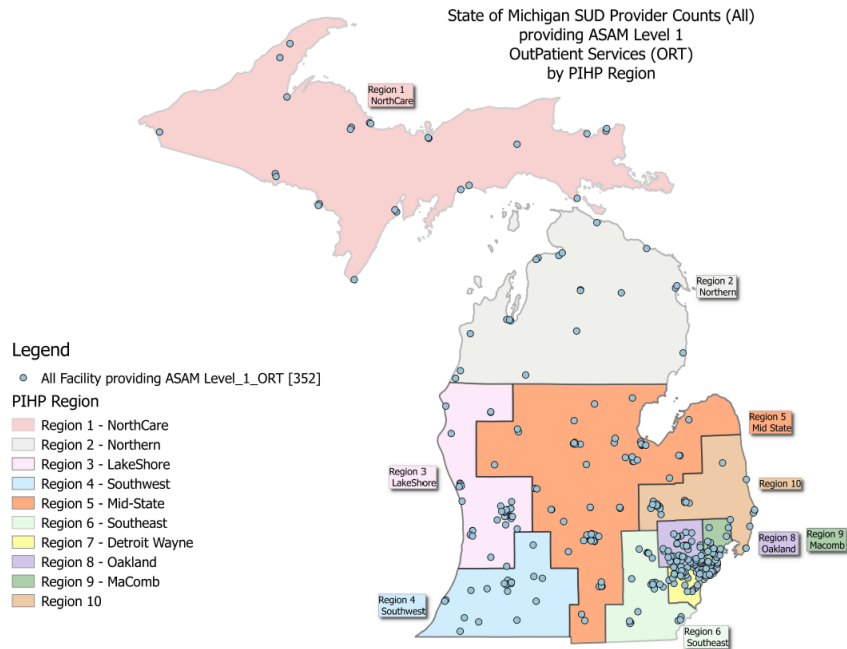 State of Michigan SUD Provider Counts (All)
providing ASAM Level 1
OutPatient Services (ORT)
by PIHP Region
Region 1
NorthCare
Region 2
Northern
Legend
All Facility providing ASAM Level_1_ORT [352]
PIHP Region
Region 1 - NorthCare
Region 2 - Northern
Region 3 - LakeShore
Region 4 - Southwest
Region 5 - Mid-State
Region 6 - Southeast
Region 7 - Detroit Wayne
Region 8 - Oakland
Region 9 - MaComb
Region 10
Region 5
Mid State
Region 3
LakeShore
Region 10
Region 8
Oakland
Region 9
Macomb
Region 4
Southwest
Region 6
Southeast